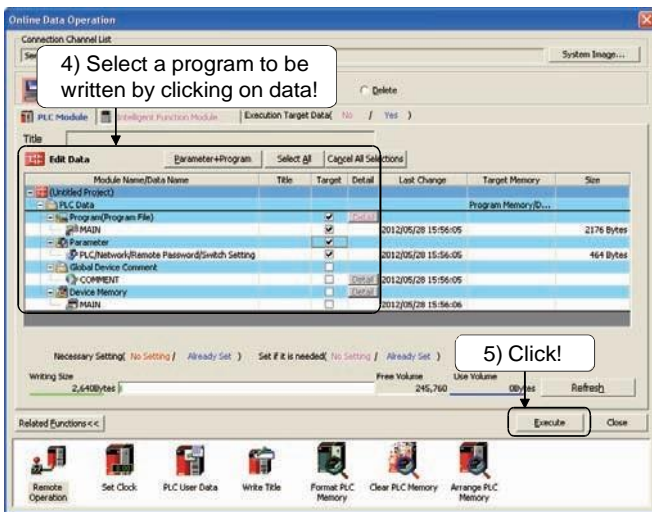 Online Data Operation
Connection Channel List
System Image...
4) Select a program to be
written by clicking on data!
Delete
PLC Module Intelligent Function Module Execution Target Data( No / Yes )
Title
Edit Data Parameter+Program Select All Cancel All Selections
Module Name/Data Name Title Target Detail Last Change Target Memory Size
(Untitled Project)
PLC Data Program Memory/D...
Program(Program File) Detail
MAIN 2012/05/28 15:56:05 2176 Bytes
Parameter
PLC/Network/Remote Password/Switch Setting 2012/05/28 15:56:05 464 Bytes
Global Device Comment
COMMENT Detail 2012/05/28 15:56:05
Device Memory Detail
MAIN 2012/05/28 15:56:06
Necessary Setting( No Setting / Already Set ) Set if it is needed( No Setting / Already Set )
5) Click!
Writing Size Free Volume Use Volume
2,640Bytes 245,760 0Bytes Refresh
Related Functions<< Execute Close
Remote Operation Set Clock PLC User Data Write Title Format PLC Memory Clear PLC Memory Arrange PLC Memory